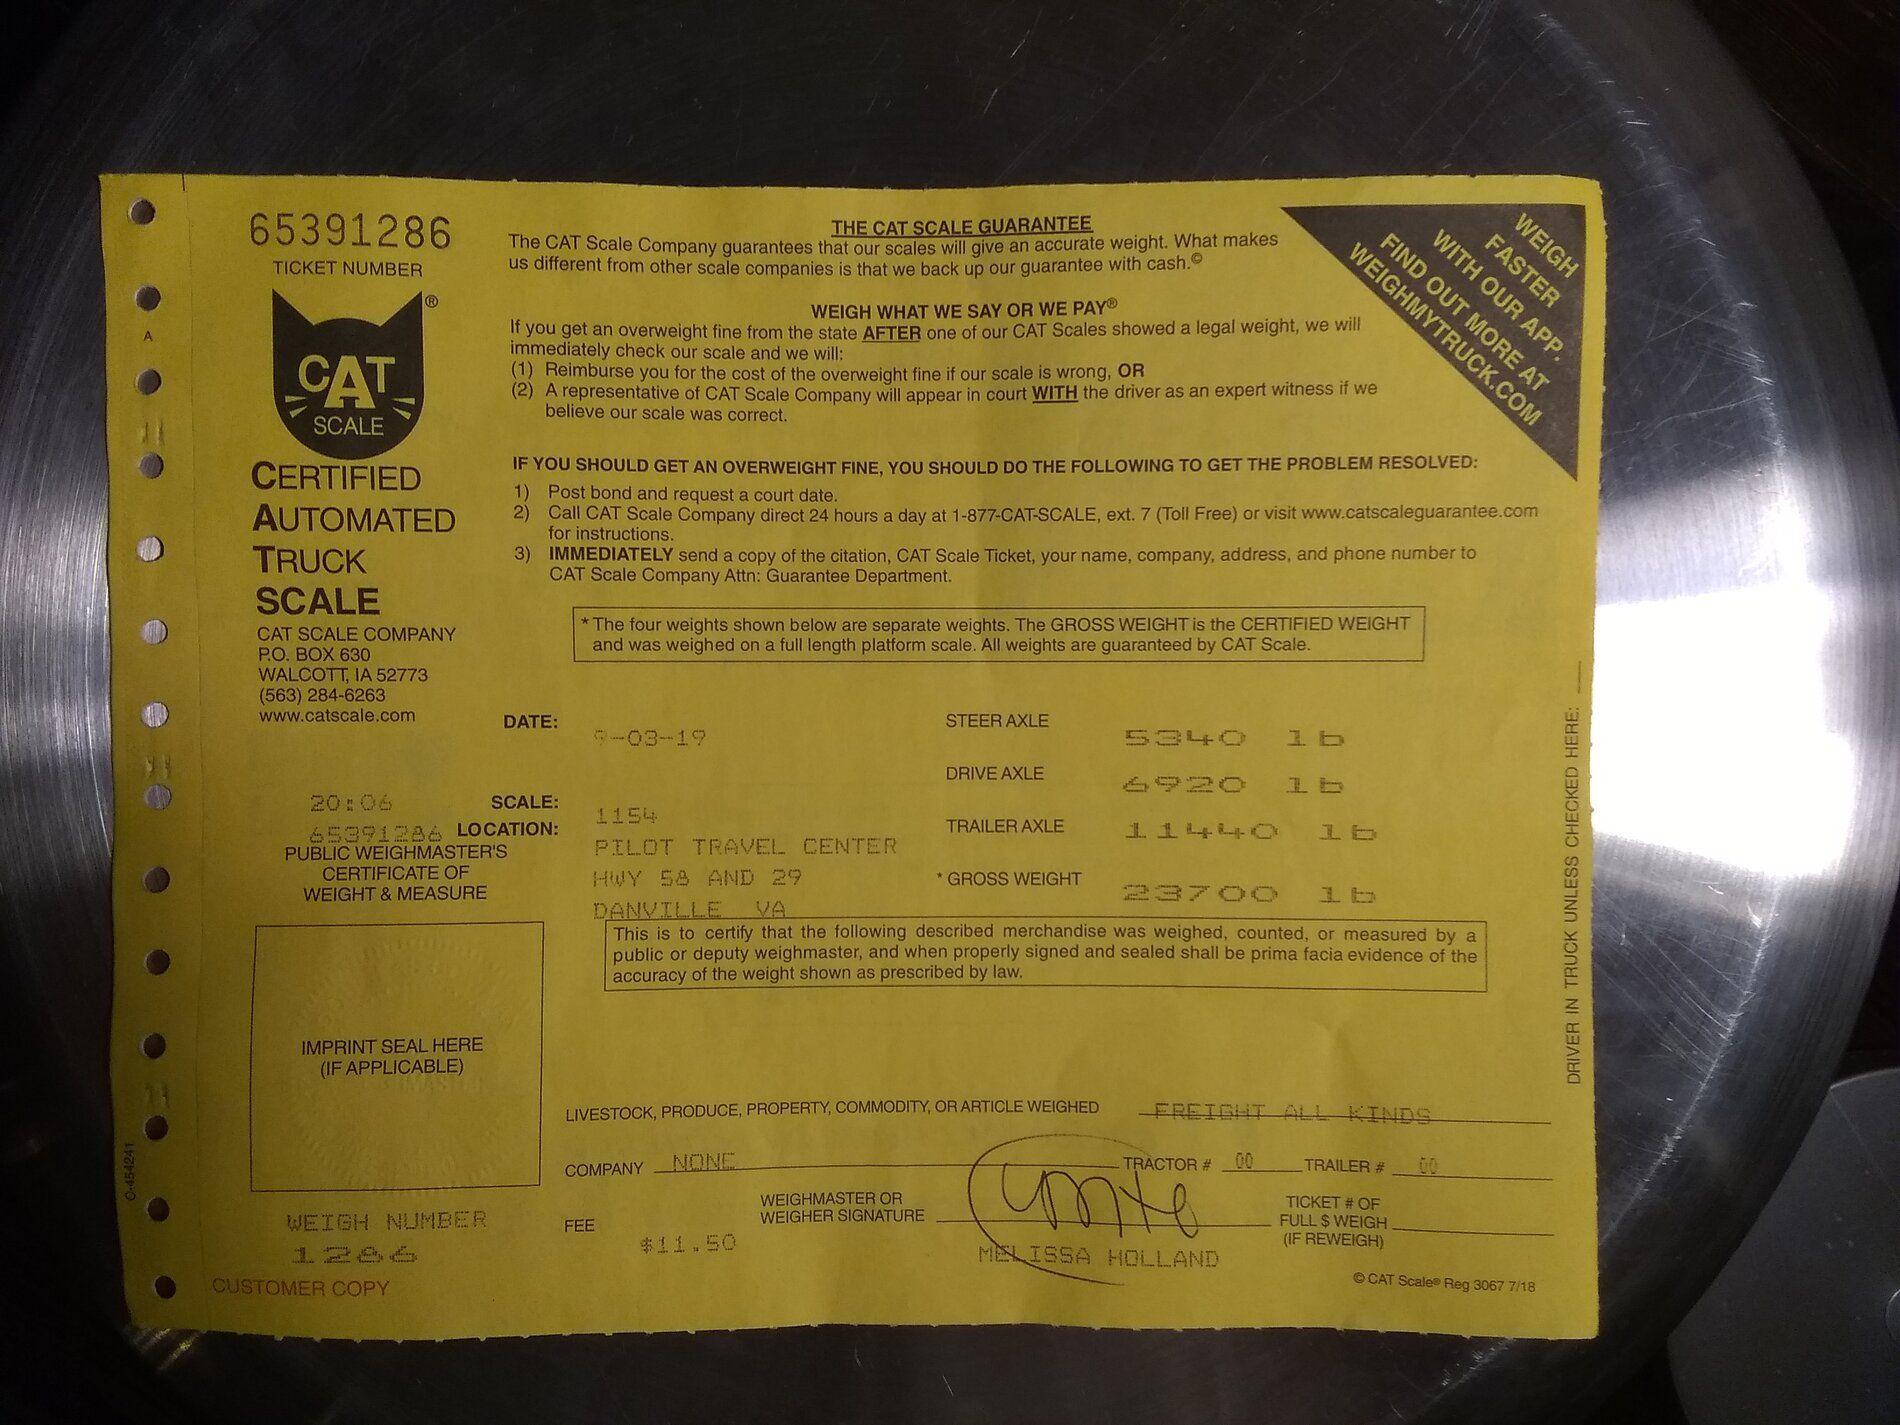 65391286
TICKET NUMBER
CAT
SCALE
®
CERTIFIED
AUTOMATED
TRUCK
SCALE
CAT SCALE COMPANY
P.O. BOX 630
WALCOTT, IA 52773
(563) 284-6263
www.catscale.com
THE CAT SCALE GUARANTEE
The CAT Scale Company guarantees that our scales will give an accurate weight. What makes
us different from other scale companies is that we back up our guarantee with cash.©
WEIGH WHAT WE SAY OR WE PAY®
If you get an overweight fine from the state AFTER one of our CAT Scales showed a legal weight, we will
immediately check our scale and we will:
(1) Reimburse you for the cost of the overweight fine if our scale is wrong, OR
(2) A representative of CAT Scale Company will appear in court WITH the driver as an expert witness if we
believe our scale was correct.
WEIGH
FASTER
WITH OUR APP.
FIND OUT MORE AT
WEIGHMYTRUCK.COM
IF YOU SHOULD GET AN OVERWEIGHT FINE, YOU SHOULD DO THE FOLLOWING TO GET THE PROBLEM RESOLVED:
1) Post bond and request a court date.
2) Call CAT Scale Company direct 24 hours a day at 1-877-CAT-SCALE, ext. 7 (Toll Free) or visit www.catscaleguarantee.com
for instructions.
3) IMMEDIATELY send a copy of the citation, CAT Scale Ticket, your name, company, address, and phone number to
CAT Scale Company Attn: Guarantee Department.
* The four weights shown below are separate weights. The GROSS WEIGHT is the CERTIFIED WEIGHT
and was weighed on a full length platform scale. All weights are guaranteed by CAT Scale.
DATE: 9-03-19
STEER AXLE 5340 lb
DRIVE AXLE 6920 lb
20:06
SCALE: 1154
65391286
LOCATION: PILOT TRAVEL CENTER
HWY 58 AND 29
DANVILLE VA
TRAILER AXLE 11440 lb
* GROSS WEIGHT 23700 lb
PUBLIC WEIGHMASTER'S
CERTIFICATE OF
WEIGHT & MEASURE
This is to certify that the following described merchandise was weighed, counted, or measured by a
public or deputy weighmaster, and when properly signed and sealed shall be prima facia evidence of the
accuracy of the weight shown as prescribed by law.
IMPRINT SEAL HERE
(IF APPLICABLE)
LIVESTOCK, PRODUCE, PROPERTY, COMMODITY, OR ARTICLE WEIGHED FREIGHT ALL KINDS
COMPANY NONE TRACTOR # 00 TRAILER # 00
WEIGH NUMBER
1286
FEE $11.50
WEIGHMASTER OR
WEIGHER SIGNATURE
MELISSA HOLLAND
TICKET # OF
FULL $ WEIGH
(IF REWEIGH)
CUSTOMER COPY
© CAT Scale® Reg 3067 7/18
DRIVER IN TRUCK UNLESS CHECKED HERE:
A
C-454241